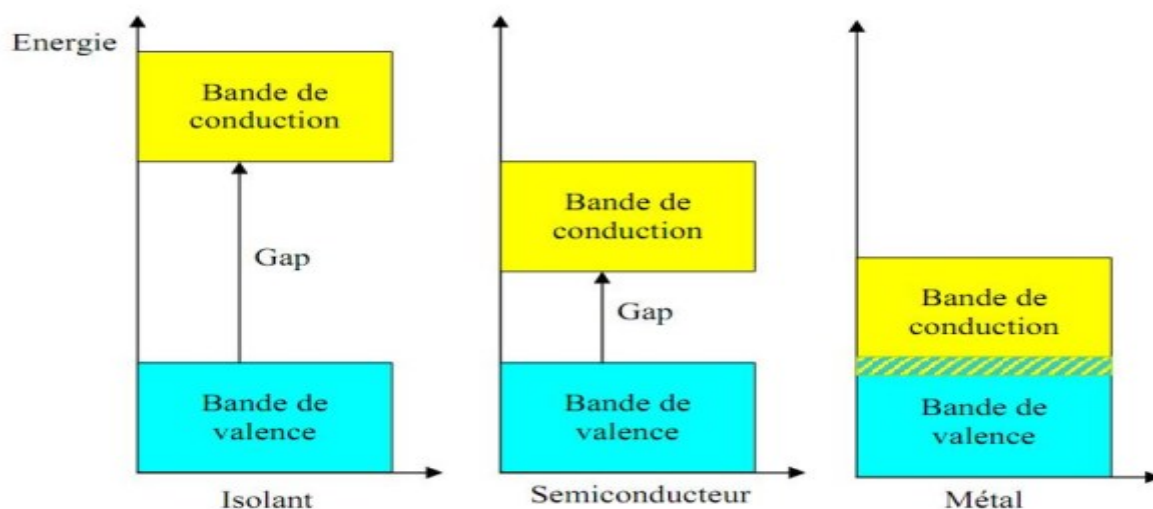 Energie
Bande de
conduction
Gap
Bande de
valence
Isolant
Bande de
conduction
Gap
Bande de
valence
Semiconducteur
Bande de
conduction
Bande de
valence
Métal